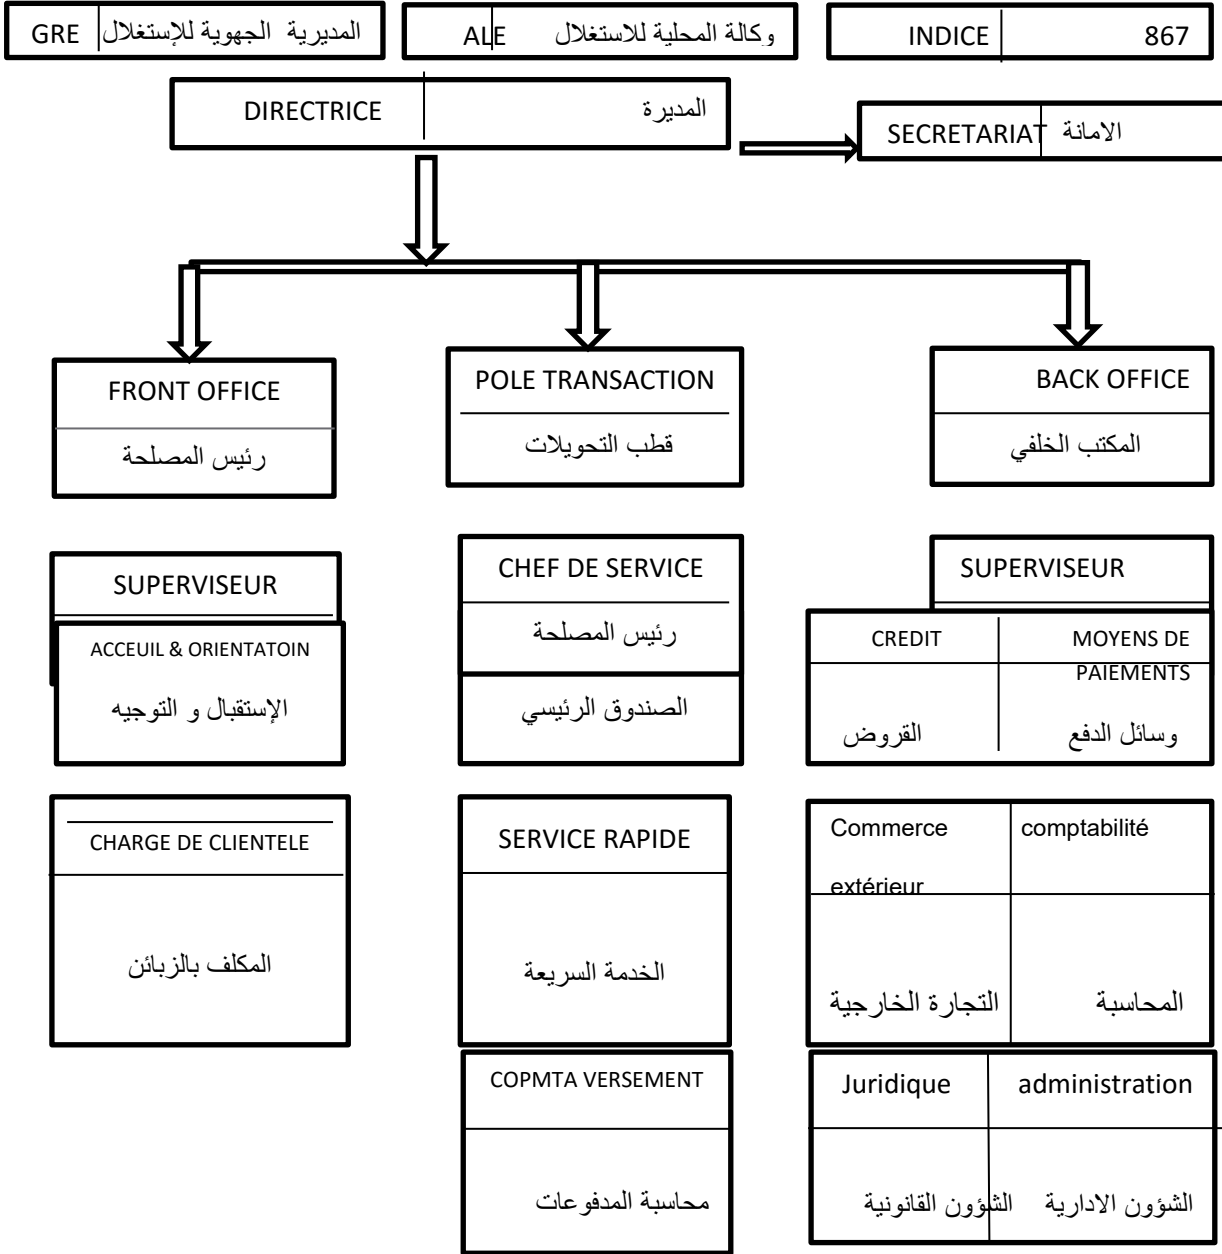 GRE المديرية الجهوية للإستغلال
ALE وكالة المحلية للاستغلال
INDICE 867
DIRECTRICE المديرة
SECRETARIAT الامانة
FRONT OFFICE
رئيس المصلحة
POLE TRANSACTION
قطب التحويلات
BACK OFFICE
المكتب الخلفي
SUPERVISEUR
ACCEUIL & ORIENTATOIN
الإستقبال و التوجيه
CHEF DE SERVICE
رئيس المصلحة
الصندوق الرئيسي
SUPERVISEUR
CREDIT
القروض
MOYENS DE
PAIEMENTS
وسائل الدفع
CHARGE DE CLIENTELE
المكلف بالزبائن
SERVICE RAPIDE
الخدمة السريعة
Commerce
extérieur
التجارة الخارجية
comptabilité
المحاسبة
COPMTA VERSEMENT
محاسبة المدفوعات
Juridique
الشؤون القانونية
administration
الشؤون الادارية